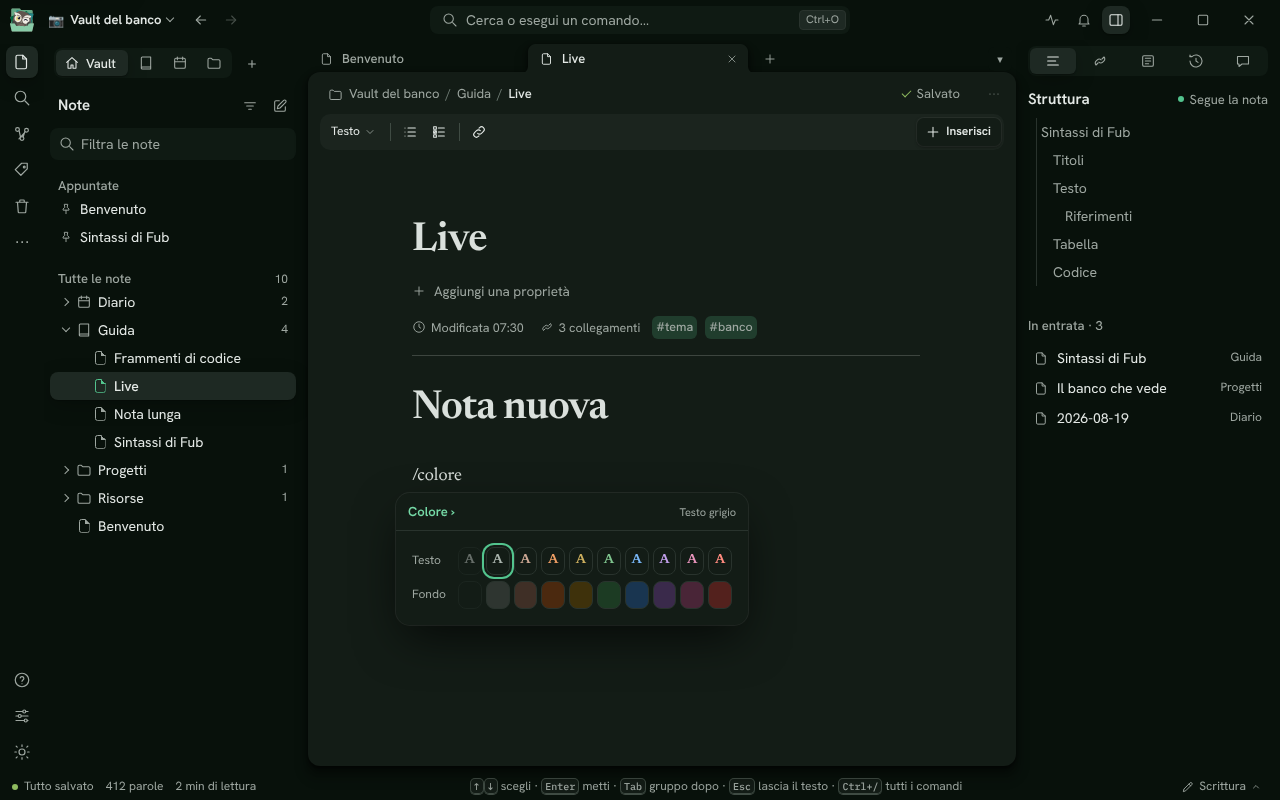 Vault del banco
Cerca o esegui un comando...
Ctrl+O
Vault
Benvenuto
Live
Note
Filtra le note
Appuntate
Benvenuto
Sintassi di Fub
Tutte le note 10
Diario 2
Guida 4
Frammenti di codice
Live
Nota lunga
Sintassi di Fub
Progetti 1
Risorse 1
Benvenuto
Vault del banco / Guida / Live
Salvato
Testo
Inserisci
Live
Aggiungi una proprietà
Modificata 07:30 3 collegamenti #tema #banco
Nota nuova
/colore
Colore › Testo grigio
Testo A A A A A A A A A A
Fondo
Struttura Segue la nota
Sintassi di Fub
Titoli
Testo
Riferimenti
Tabella
Codice
In entrata · 3
Sintassi di Fub Guida
Il banco che vede Progetti
2026-08-19 Diario
Tutto salvato 412 parole 2 min di lettura
↑ ↓ scegli · Enter metti · Tab gruppo dopo · Esc lascia il testo · Ctrl+/ tutti i comandi
Scrittura